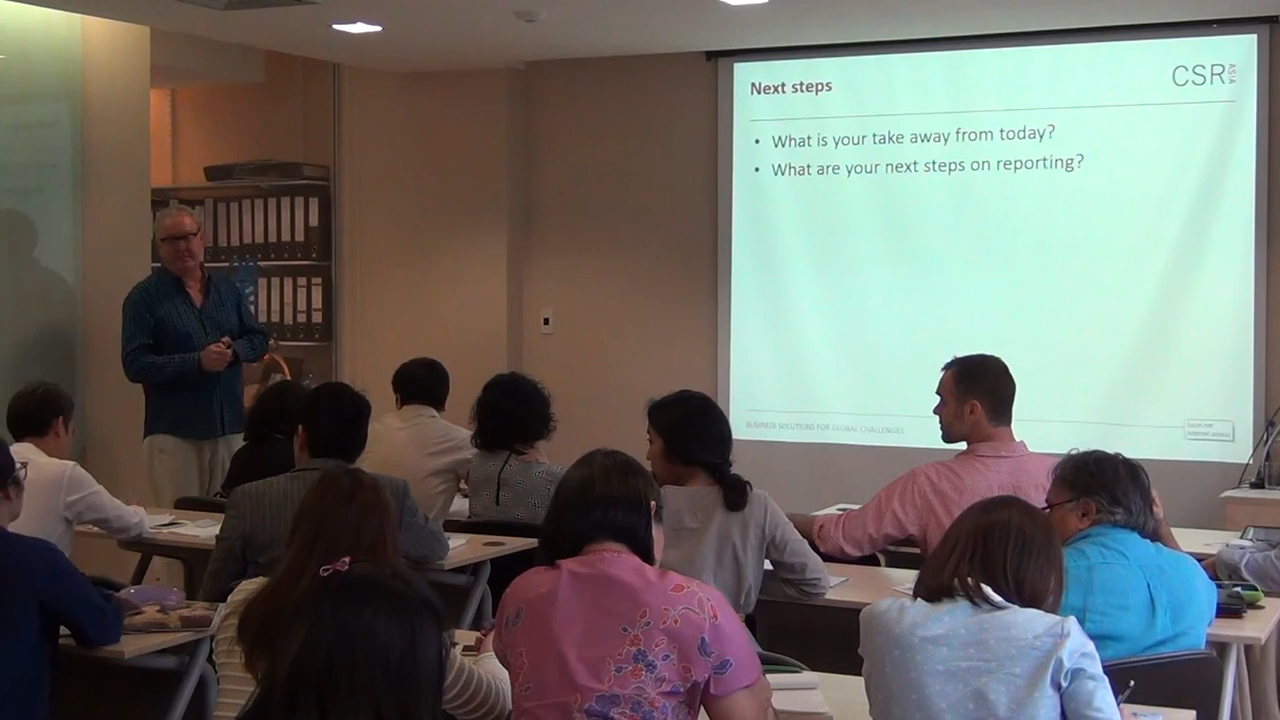 Next steps
CSR ASIA
• What is your take away from today?
• What are your next steps on reporting?
BUSINESS SOLUTIONS FOR GLOBAL CHALLENGES